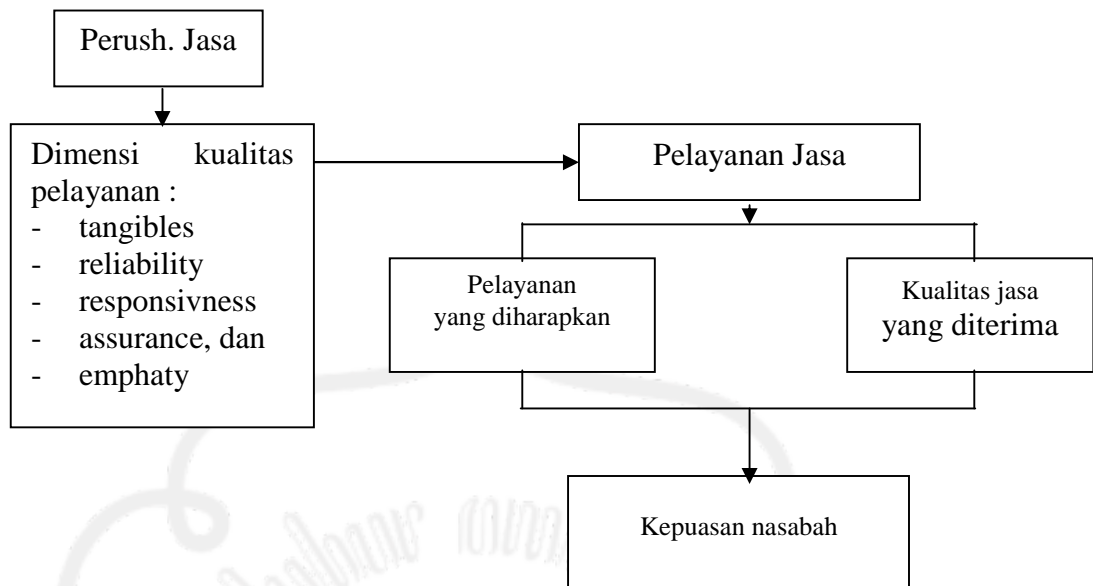 Perush. Jasa
Dimensi kualitas
pelayanan :
- tangibles
- reliability
- responsivness
- assurance, dan
- emphaty
Pelayanan Jasa
Pelayanan
yang diharapkan
Kualitas jasa
yang diterima
Kepuasan nasabah